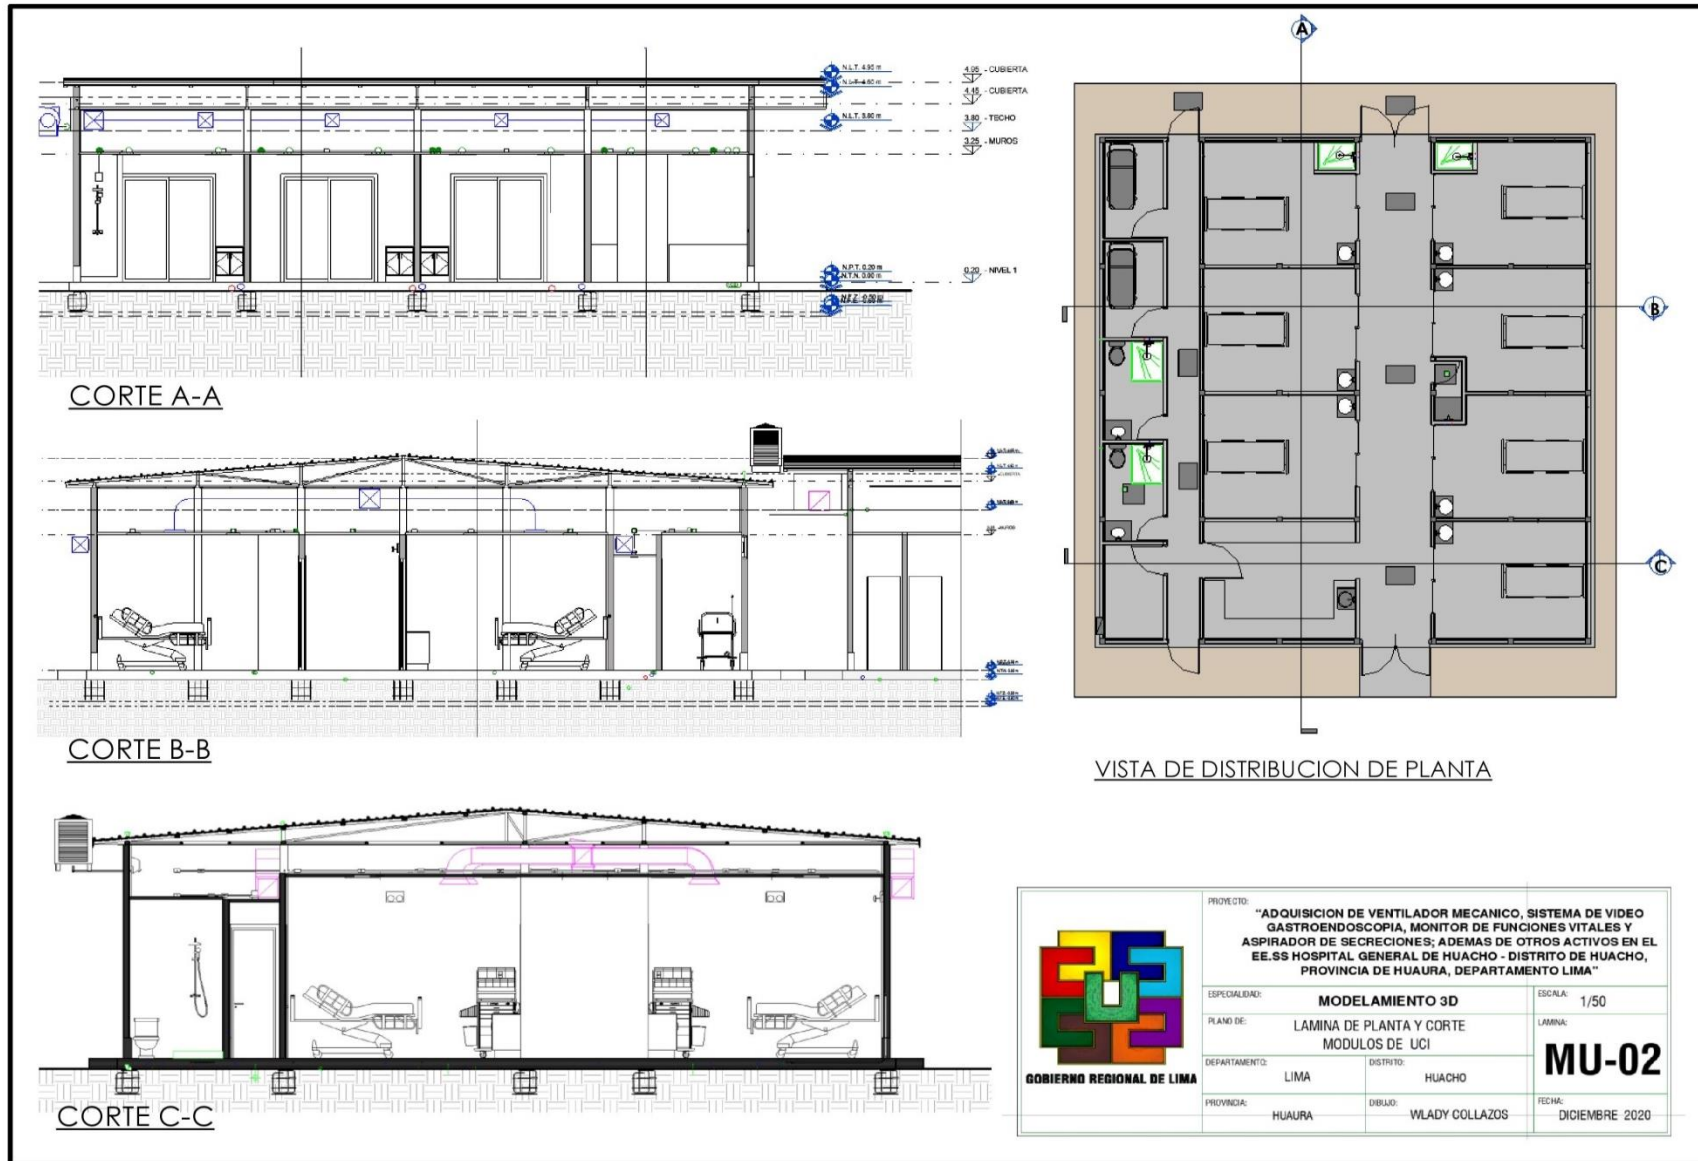 N.L.T. 4.95 m
N.L.T. 3.80 m
4.95 - CUBIERTA
4.45 - CUBIERTA
3.80 - TECHO
3.25 - MUROS
N.P.T. 0.20 m
N.T.N. 0.00 m
0.20 - NIVEL 1
CORTE A-A
CORTE B-B
CORTE C-C
A
B
C
VISTA DE DISTRIBUCION DE PLANTA
GOBIERNO REGIONAL DE LIMA
PROYECTO:
"ADQUISICION DE VENTILADOR MECANICO, SISTEMA DE VIDEO
GASTROENDOSCOPIA, MONITOR DE FUNCIONES VITALES Y
ASPIRADOR DE SECRECIONES; ADEMAS DE OTROS ACTIVOS EN EL
EE.SS HOSPITAL GENERAL DE HUACHO - DISTRITO DE HUACHO,
PROVINCIA DE HUAURA, DEPARTAMENTO LIMA"
ESPECIALIDAD:
MODELAMIENTO 3D
ESCALA:
1/50
PLANO DE:
LAMINA DE PLANTA Y CORTE
MODULOS DE UCI
LAMINA:
MU-02
DEPARTAMENTO:
LIMA
DISTRITO:
HUACHO
PROVINCIA:
HUAURA
DIBUJO:
WLADY COLLAZOS
FECHA:
DICIEMBRE 2020